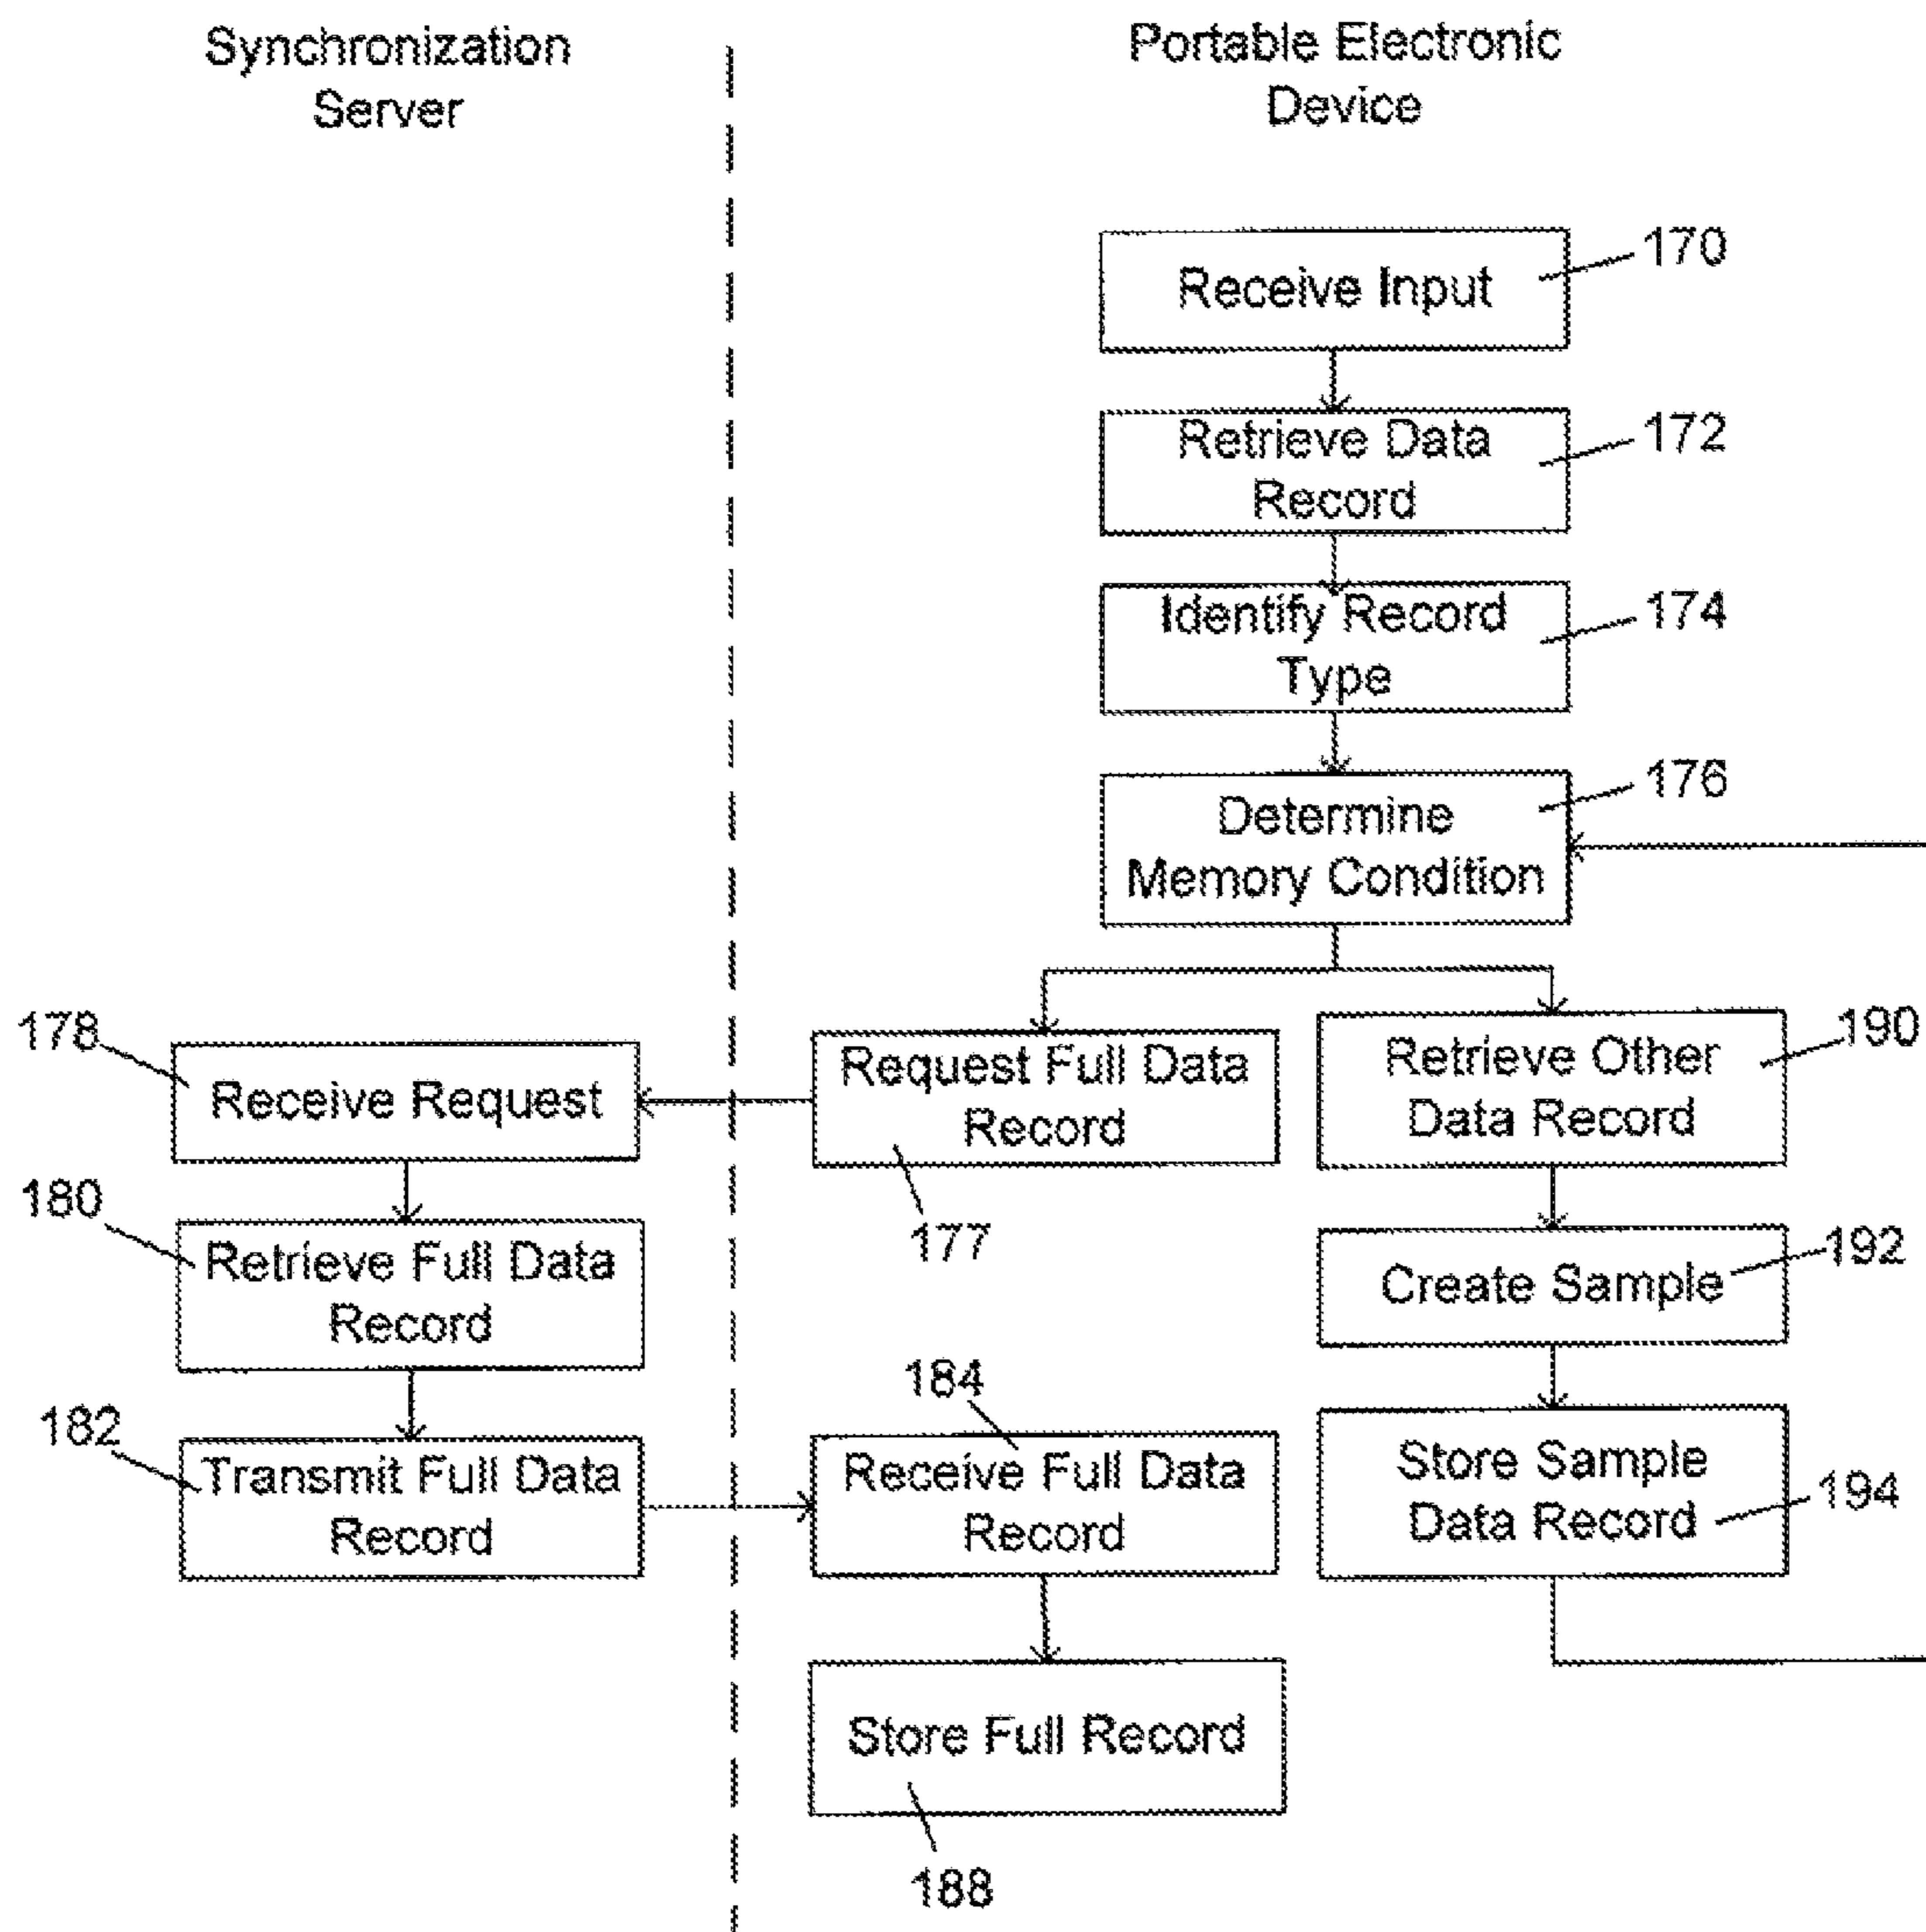 Synchronization
Server
Portable Electronic
Device
Receive Input
170
Retrieve Data
Record
172
Identify Record
Type
174
Determine
Memory Condition
176
178
Receive Request
Request Full Data
Record
177
Retrieve Other
Data Record
190
180
Retrieve Full Data
Record
Create Sample
192
182
Transmit Full Data
Record
184
Receive Full Data
Record
Store Sample
Data Record
194
Store Full Record
188